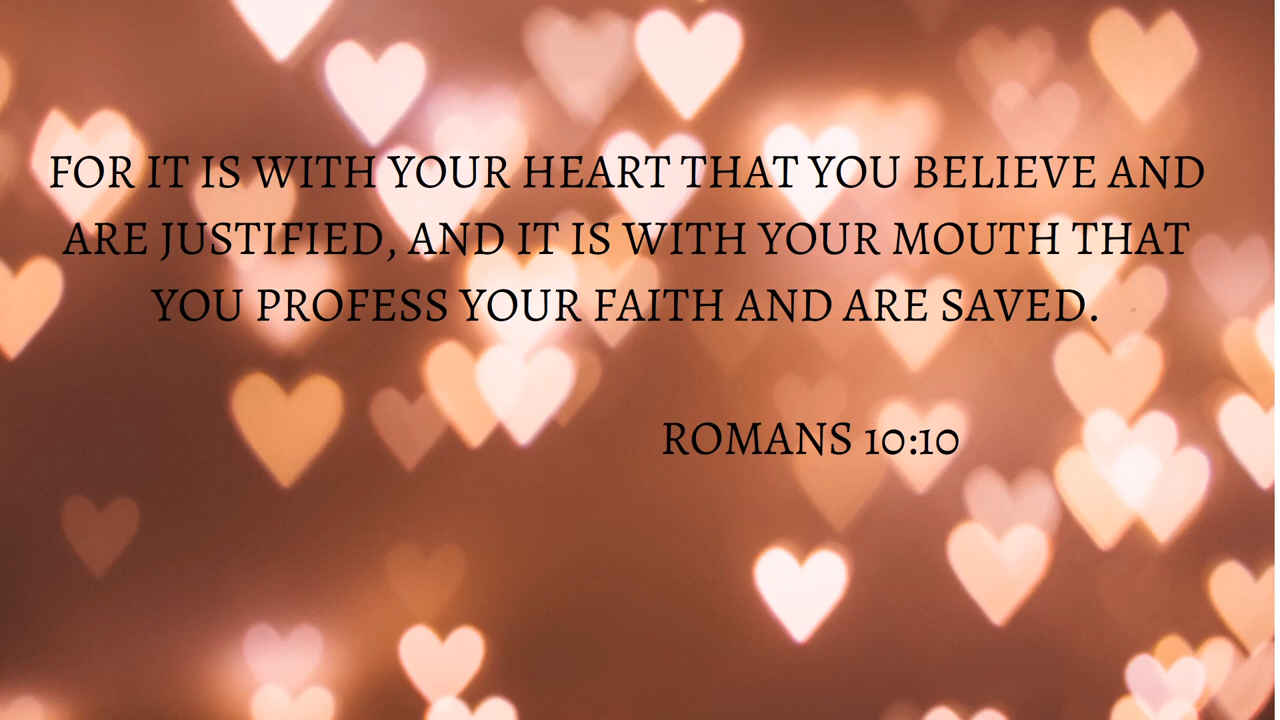 FOR IT IS WITH YOUR HEART THAT YOU BELIEVE AND
ARE JUSTIFIED, AND IT IS WITH YOUR MOUTH THAT
YOU PROFESS YOUR FAITH AND ARE SAVED.
ROMANS 10:10